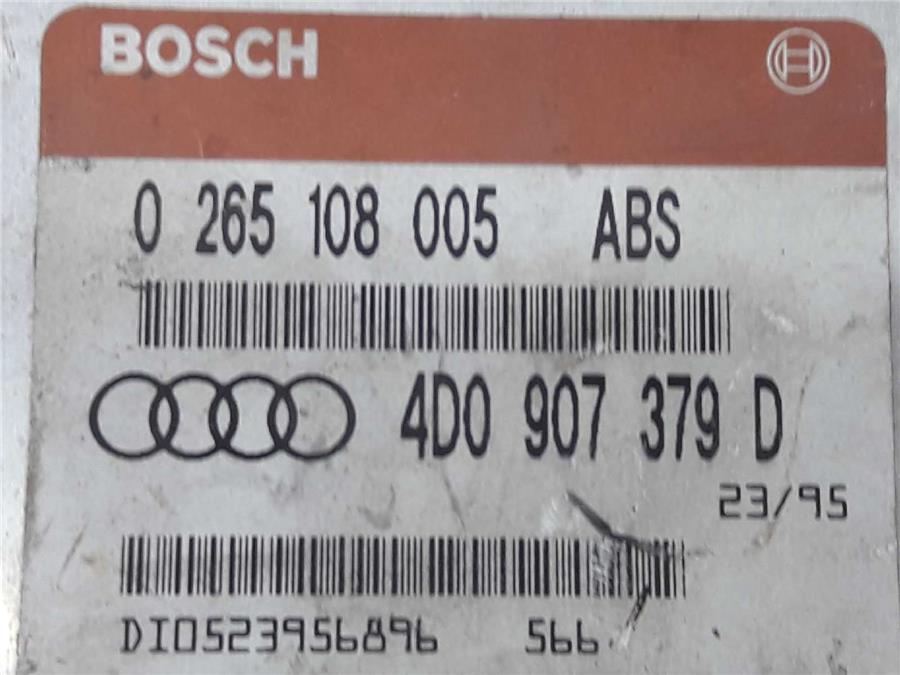 BOSCH
0 265 108 005 ABS
4D0 907 379 D
23/95
DI0523956896 566